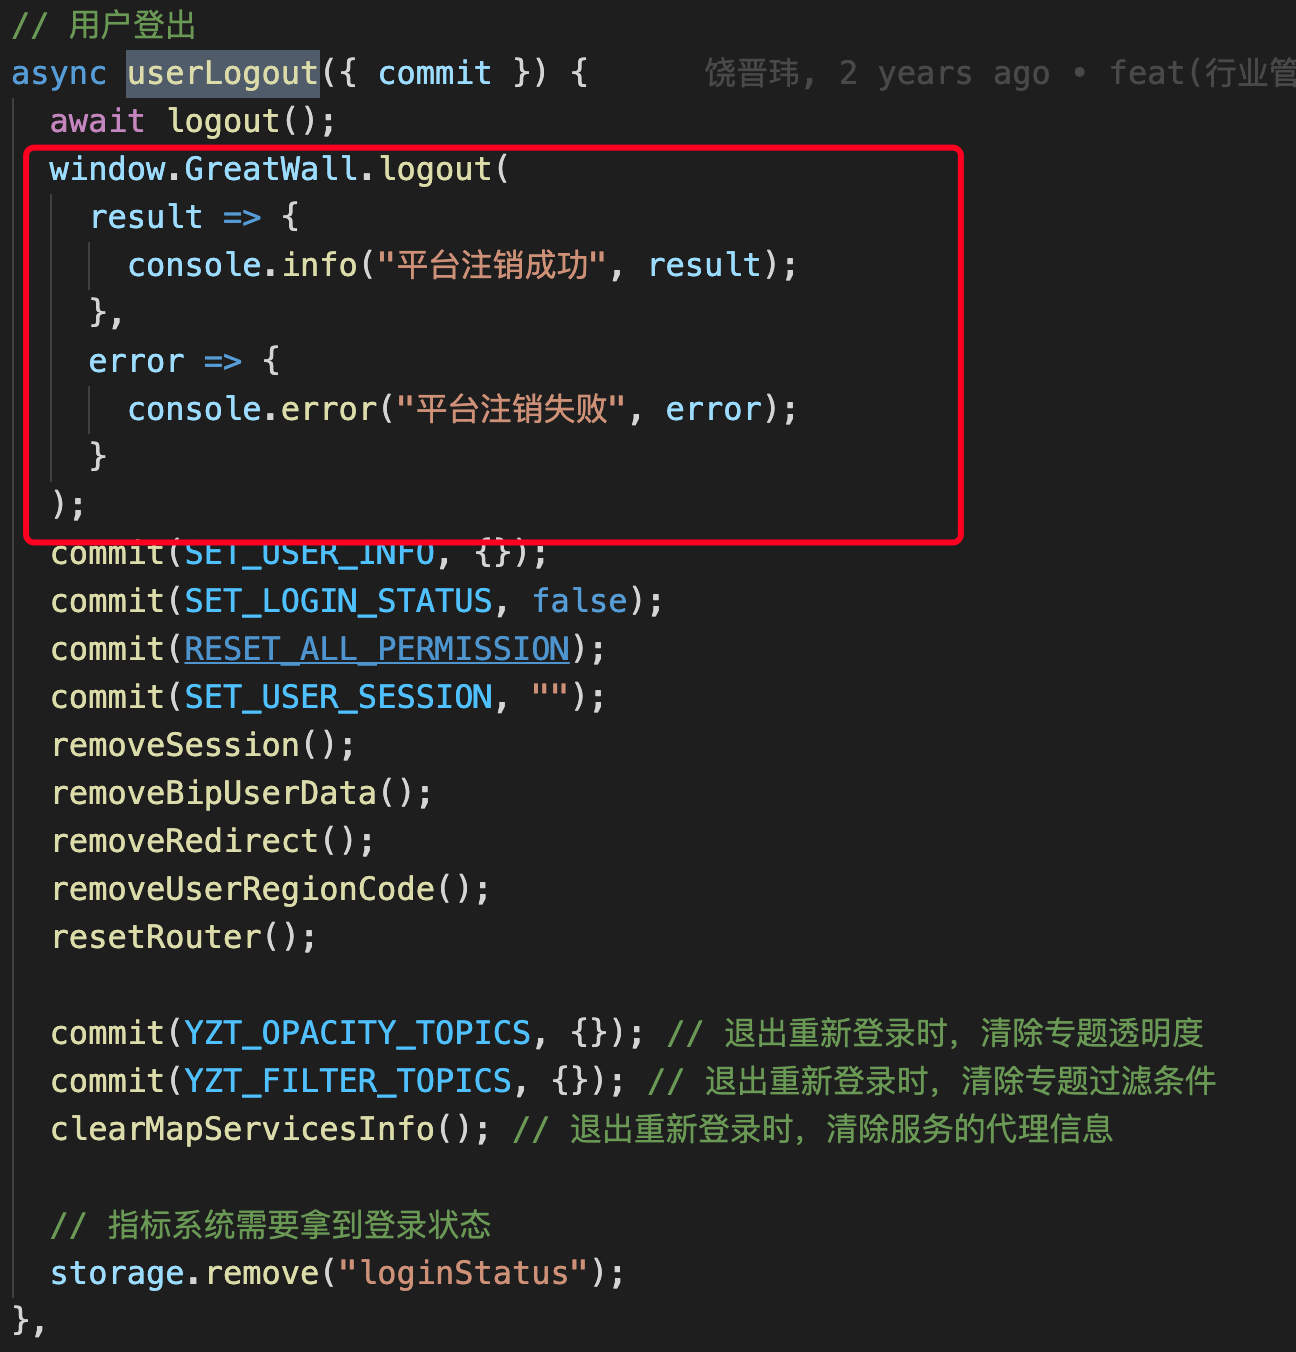 // 用户登出
async userLogout({ commit }) { 饶晋玮, 2 years ago • feat(行业管
await logout();
window.GreatWall.logout(
result => {
console.info("平台注销成功", result);
},
error => {
console.error("平台注销失败", error);
}
);
commit(SET_USER_INFO, {});
commit(SET_LOGIN_STATUS, false);
commit(RESET_ALL_PERMISSION);
commit(SET_USER_SESSION, "");
removeSession();
removeBipUserData();
removeRedirect();
removeUserRegionCode();
resetRouter();
commit(YZT_OPACITY_TOPICS, {}); // 退出重新登录时，清除专题透明度
commit(YZT_FILTER_TOPICS, {}); // 退出重新登录时，清除专题过滤条件
clearMapServicesInfo(); // 退出重新登录时，清除服务的代理信息
// 指标系统需要拿到登录状态
storage.remove("loginStatus");
},